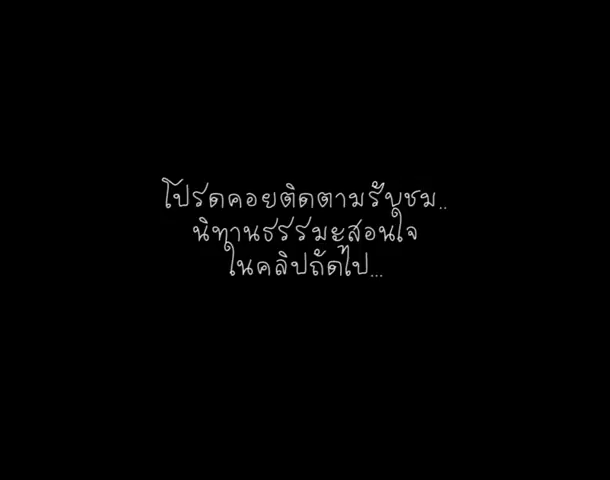 โปรดคอยติดตามรับชม..
นิทานธรรมะสอนใจ
ในคลิปถัดไป...